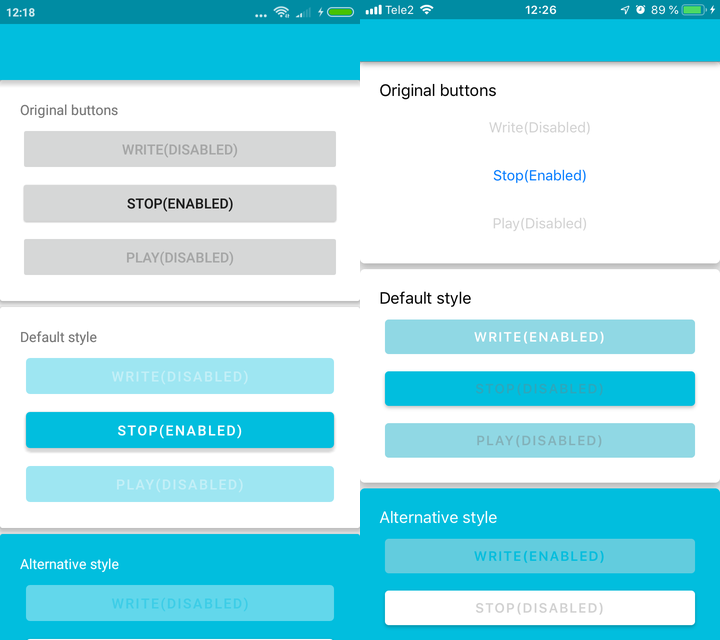 12:18
Original buttons
WRITE(DISABLED)
STOP(ENABLED)
PLAY(DISABLED)
Default style
WRITE(DISABLED)
STOP(ENABLED)
PLAY(DISABLED)
Alternative style
WRITE(DISABLED)
Tele2 12:26 89 %
Original buttons
Write(Disabled)
Stop(Enabled)
Play(Disabled)
Default style
WRITE(ENABLED)
STOP(DISABLED)
PLAY(DISABLED)
Alternative style
WRITE(ENABLED)
STOP(DISABLED)